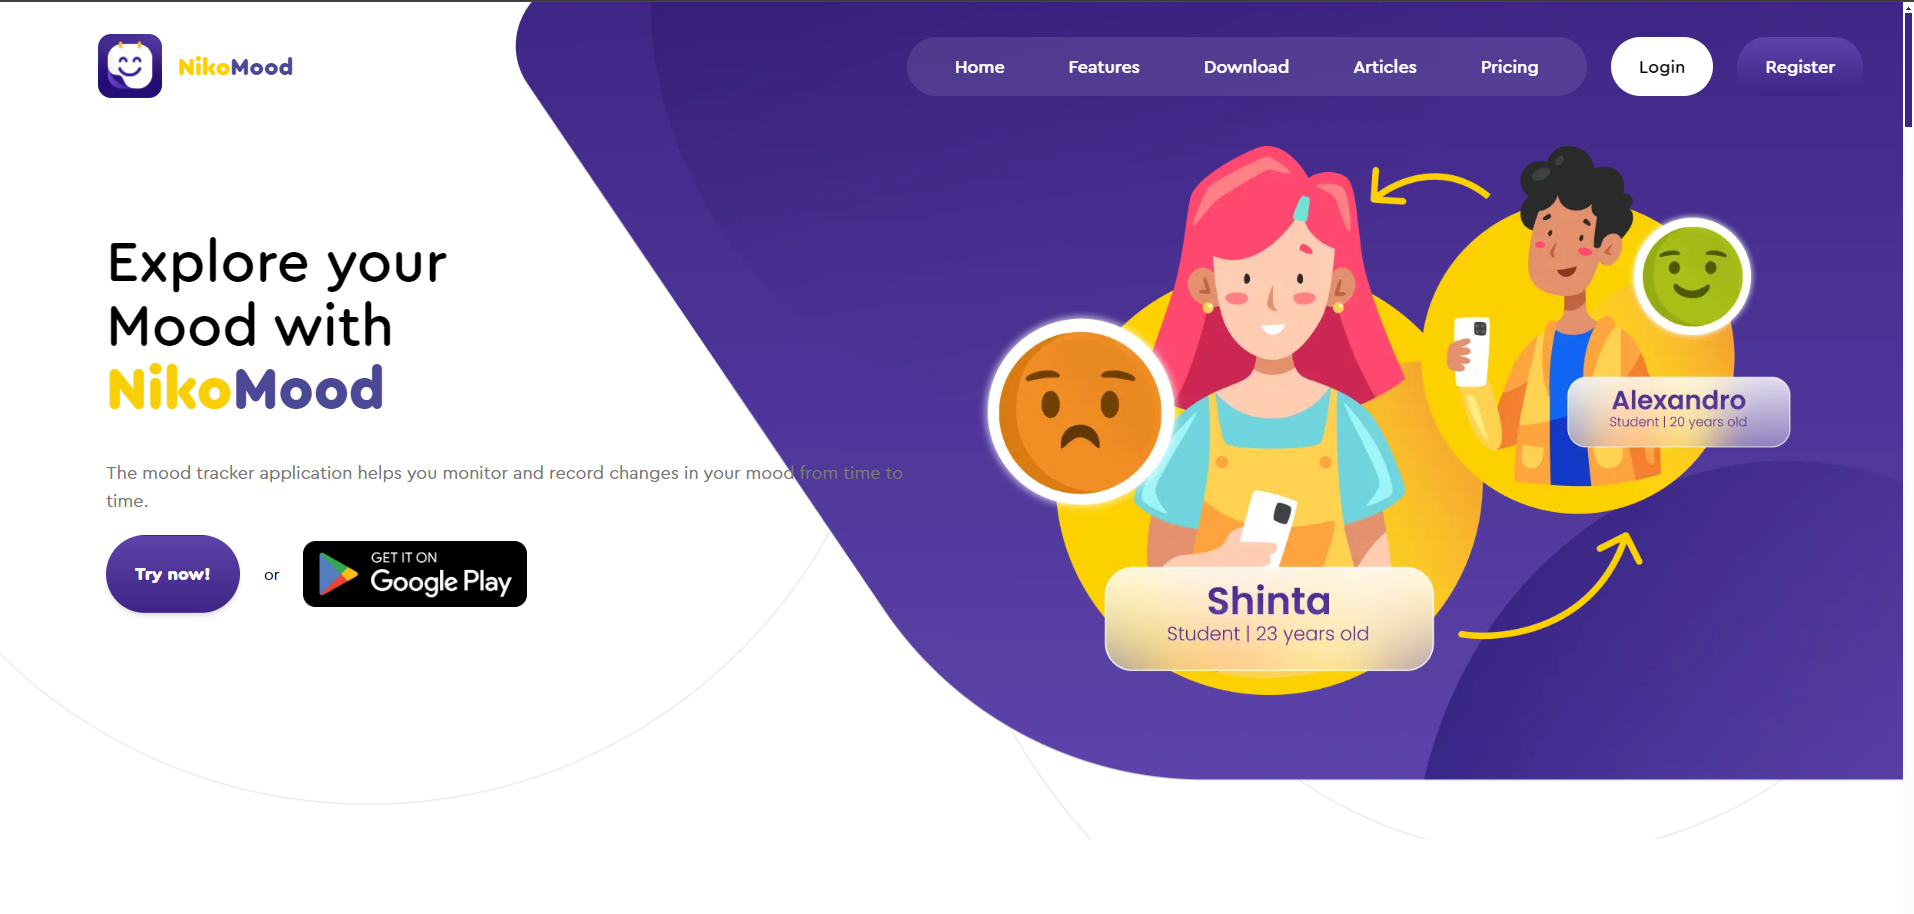 NikoMood
Home Features Download Articles Pricing Login Register
Explore your
Mood with
NikoMood
The mood tracker application helps you monitor and record changes in your mood from time to
time.
Try now! or GET IT ON
Google Play
Alexandro
Student | 20 years old
Shinta
Student | 23 years old